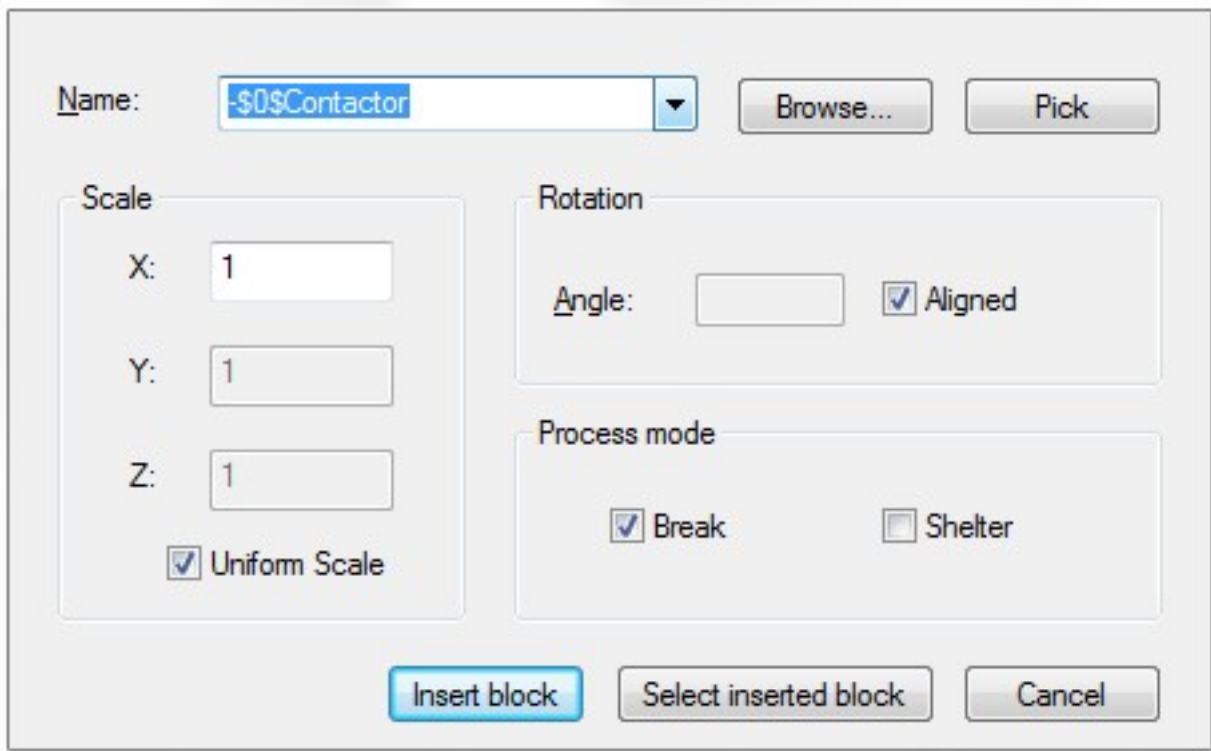 Name: -$0$Contactor Browse... Pick
Scale
Rotation
X: 1
Angle: Aligned
Y: 1
Z: 1
Uniform Scale
Process mode
Break Shelter
Insert block Select inserted block Cancel